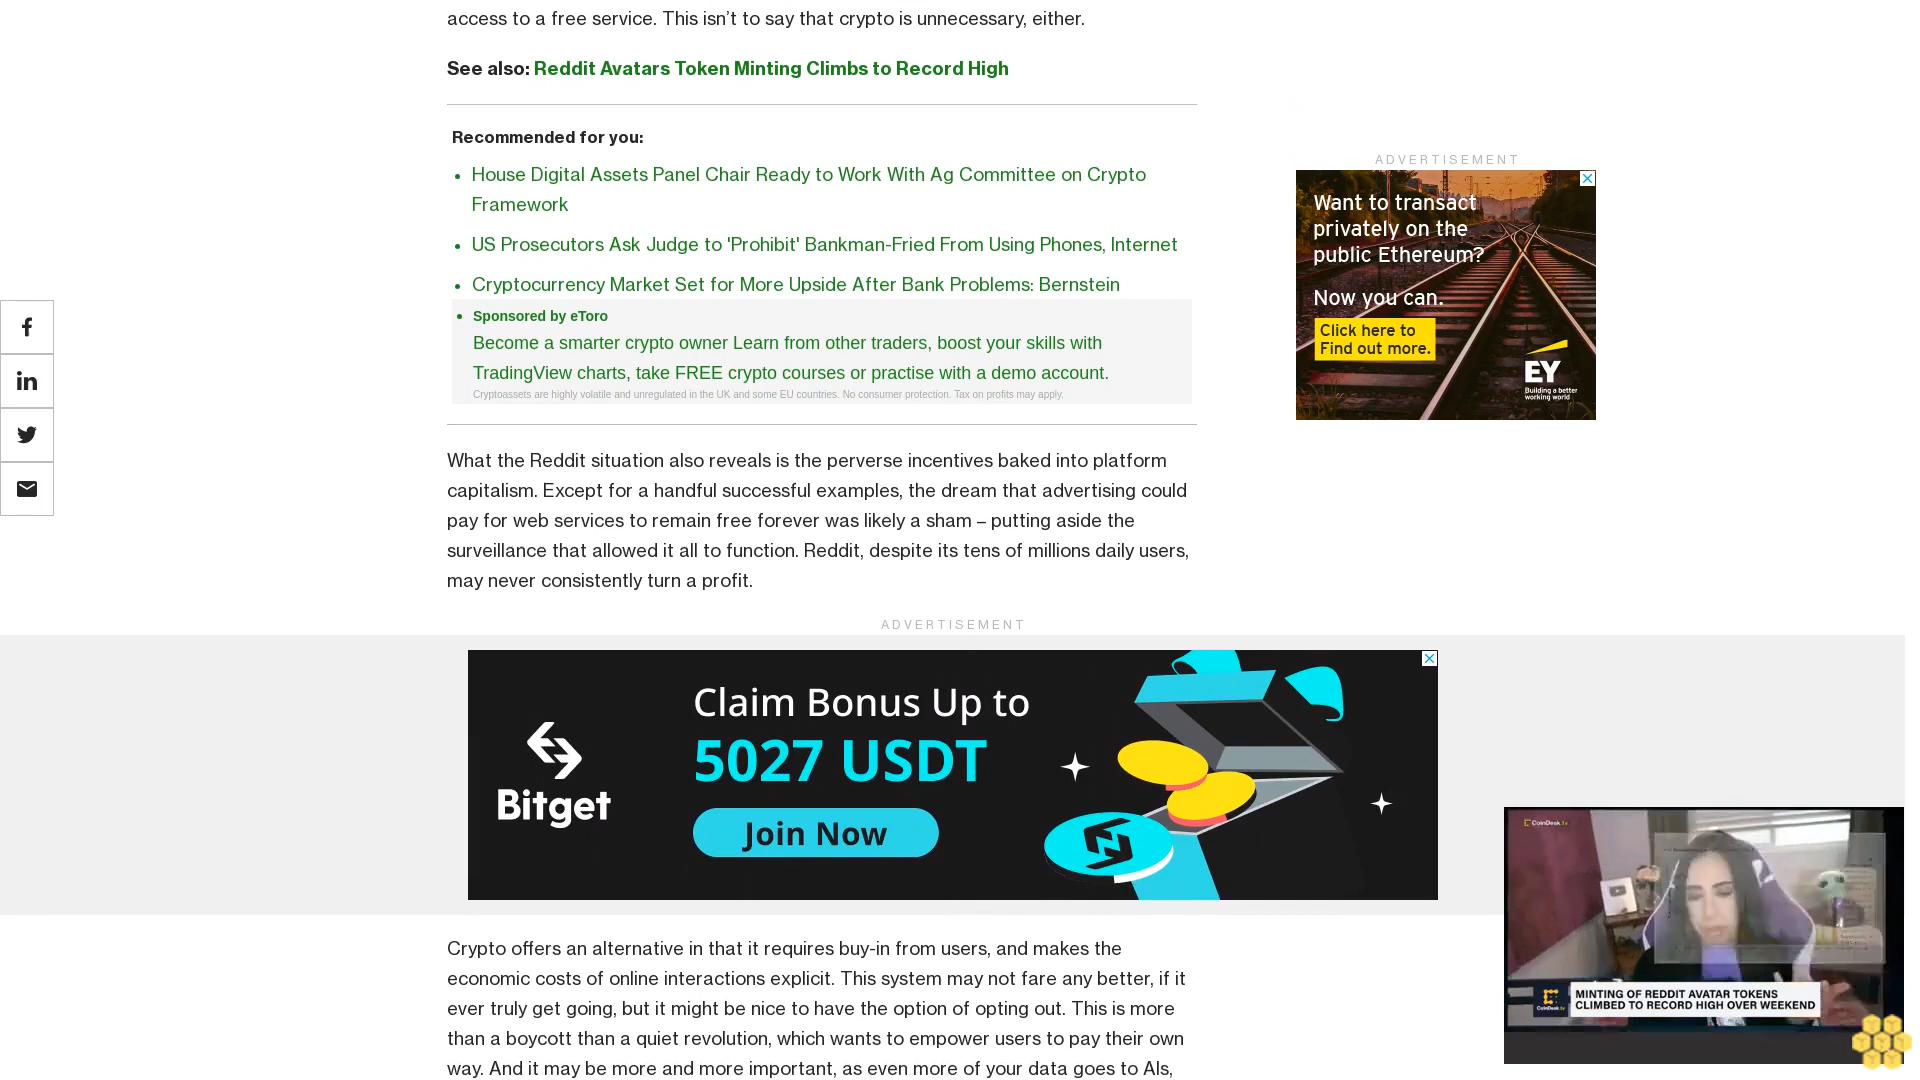 access to a free service. This isn’t to say that crypto is unnecessary, either.
See also: Reddit Avatars Token Minting Climbs to Record High
Recommended for you:
• House Digital Assets Panel Chair Ready to Work With Ag Committee on Crypto
Framework
• US Prosecutors Ask Judge to 'Prohibit' Bankman-Fried From Using Phones, Internet
• Cryptocurrency Market Set for More Upside After Bank Problems: Bernstein
• Sponsored by eToro
Become a smarter crypto owner Learn from other traders, boost your skills with
TradingView charts, take FREE crypto courses or practise with a demo account.
Cryptoassets are highly volatile and unregulated in the UK and some EU countries. No consumer protection. Tax on profits may apply.
ADVERTISEMENT
Want to transact
privately on the
public Ethereum?
Now you can.
Click here to
Find out more.
EY
Building a better
working world
What the Reddit situation also reveals is the perverse incentives baked into platform
capitalism. Except for a handful successful examples, the dream that advertising could
pay for web services to remain free forever was likely a sham – putting aside the
surveillance that allowed it all to function. Reddit, despite its tens of millions daily users,
may never consistently turn a profit.
ADVERTISEMENT
Bitget
Claim Bonus Up to
5027 USDT
Join Now
CoinDesk.tv
CoinDesk.tv
MINTING OF REDDIT AVATAR TOKENS
CLIMBED TO RECORD HIGH OVER WEEKEND
Crypto offers an alternative in that it requires buy-in from users, and makes the
economic costs of online interactions explicit. This system may not fare any better, if it
ever truly get going, but it might be nice to have the option of opting out. This is more
than a boycott than a quiet revolution, which wants to empower users to pay their own
way. And it may be more and more important, as even more of your data goes to AIs,